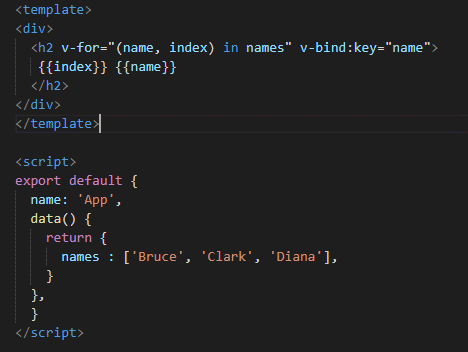 <template>
<div>
<h2 v-for="(name, index) in names" v-bind:key="name">
{{index}} {{name}}
</h2>
</div>
</template>
<script>
export default {
name: 'App',
data() {
return {
names : ['Bruce', 'Clark', 'Diana'],
}
},
}
</script>